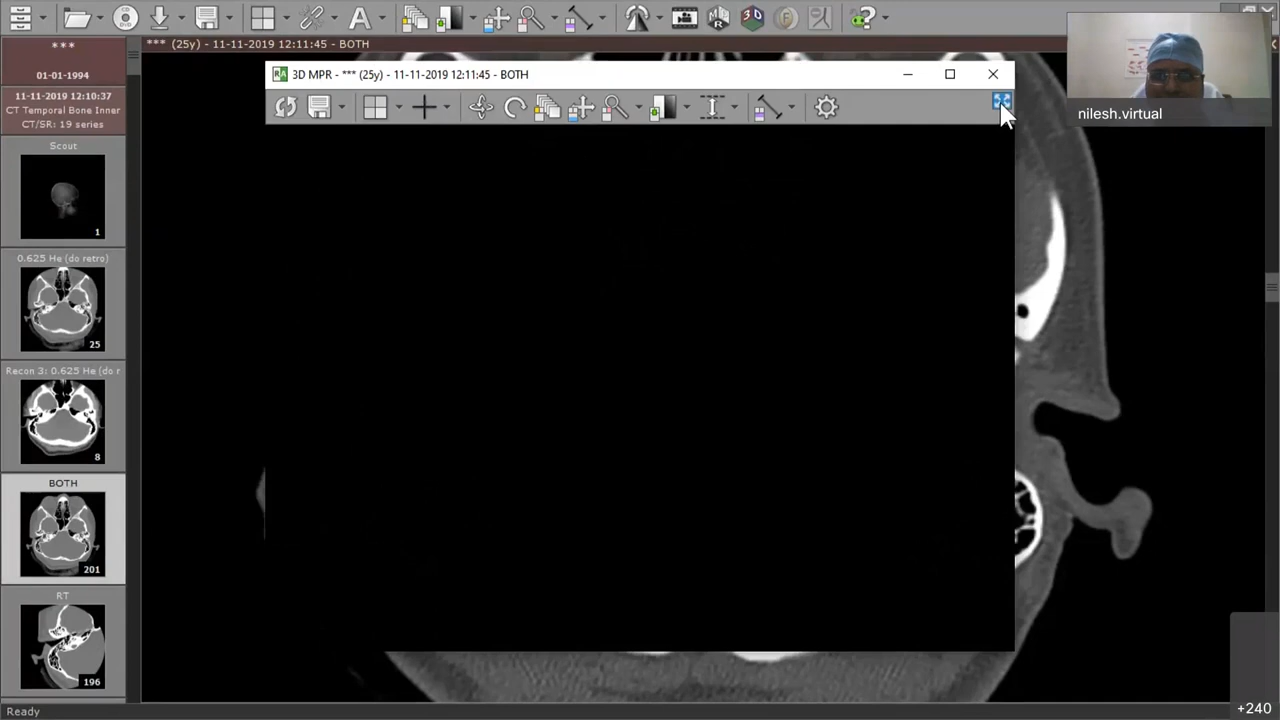 *** (25y) - 11-11-2019 12:11:45 - BOTH
***
01-01-1994
11-11-2019 12:10:37
CT Temporal Bone Inner
CT/SR: 19 series
Scout
1
0.625 He (do retro)
25
Recon 3: 0.625 He (do r
8
BOTH
201
RT
196
Ready
RA 3D MPR - *** (25y) - 11-11-2019 12:11:45 - BOTH
nilesh.virtual
+240
A
M
R
3D
F